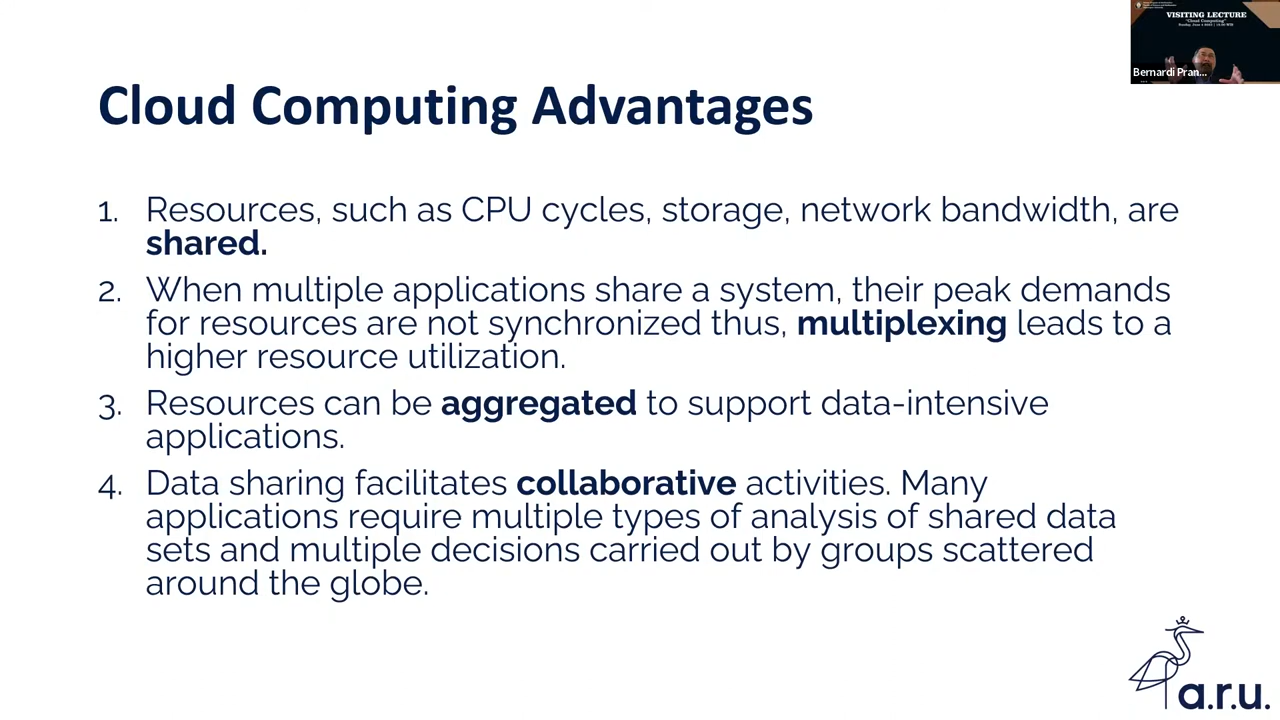 VISITING LECTURE
"Cloud Computing"
Bernardi Pran...
Cloud Computing Advantages
1. Resources, such as CPU cycles, storage, network bandwidth, are
shared.
2. When multiple applications share a system, their peak demands
for resources are not synchronized thus, multiplexing leads to a
higher resource utilization.
3. Resources can be aggregated to support data-intensive
applications.
4. Data sharing facilitates collaborative activities. Many
applications require multiple types of analysis of shared data
sets and multiple decisions carried out by groups scattered
around the globe.
a.r.u.